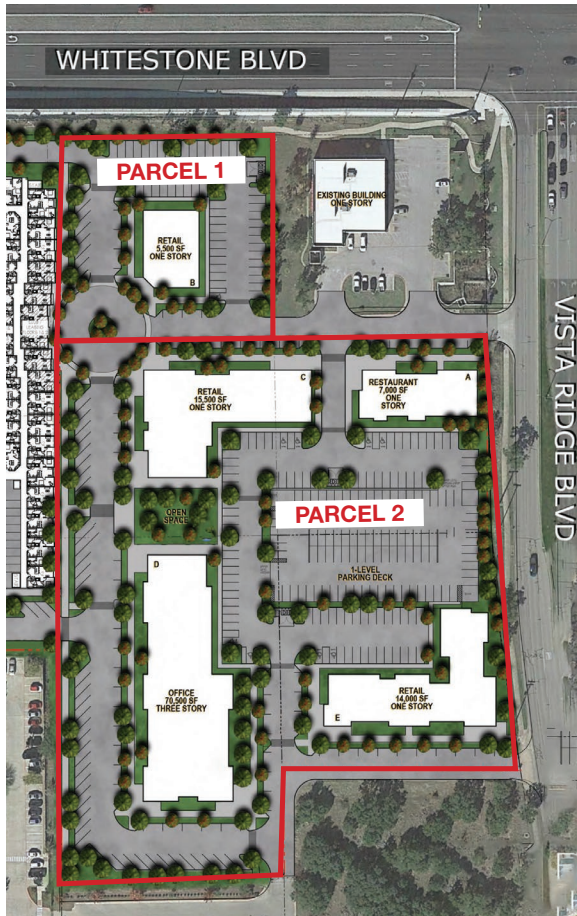 WHITESTONE BLVD
PARCEL 1
EXISTING BUILDING
ONE STORY
RETAIL
5,500 SF
ONE STORY
B
VISTA RIDGE BLVD
RETAIL
15,500 SF
ONE STORY
C
RESTAURANT
7,000 SF
ONE
STORY
A
OPEN
SPACE
PARCEL 2
1-LEVEL
PARKING DECK
D
OFFICE
70,500 SF
THREE STORY
RETAIL
14,000 SF
ONE STORY
E